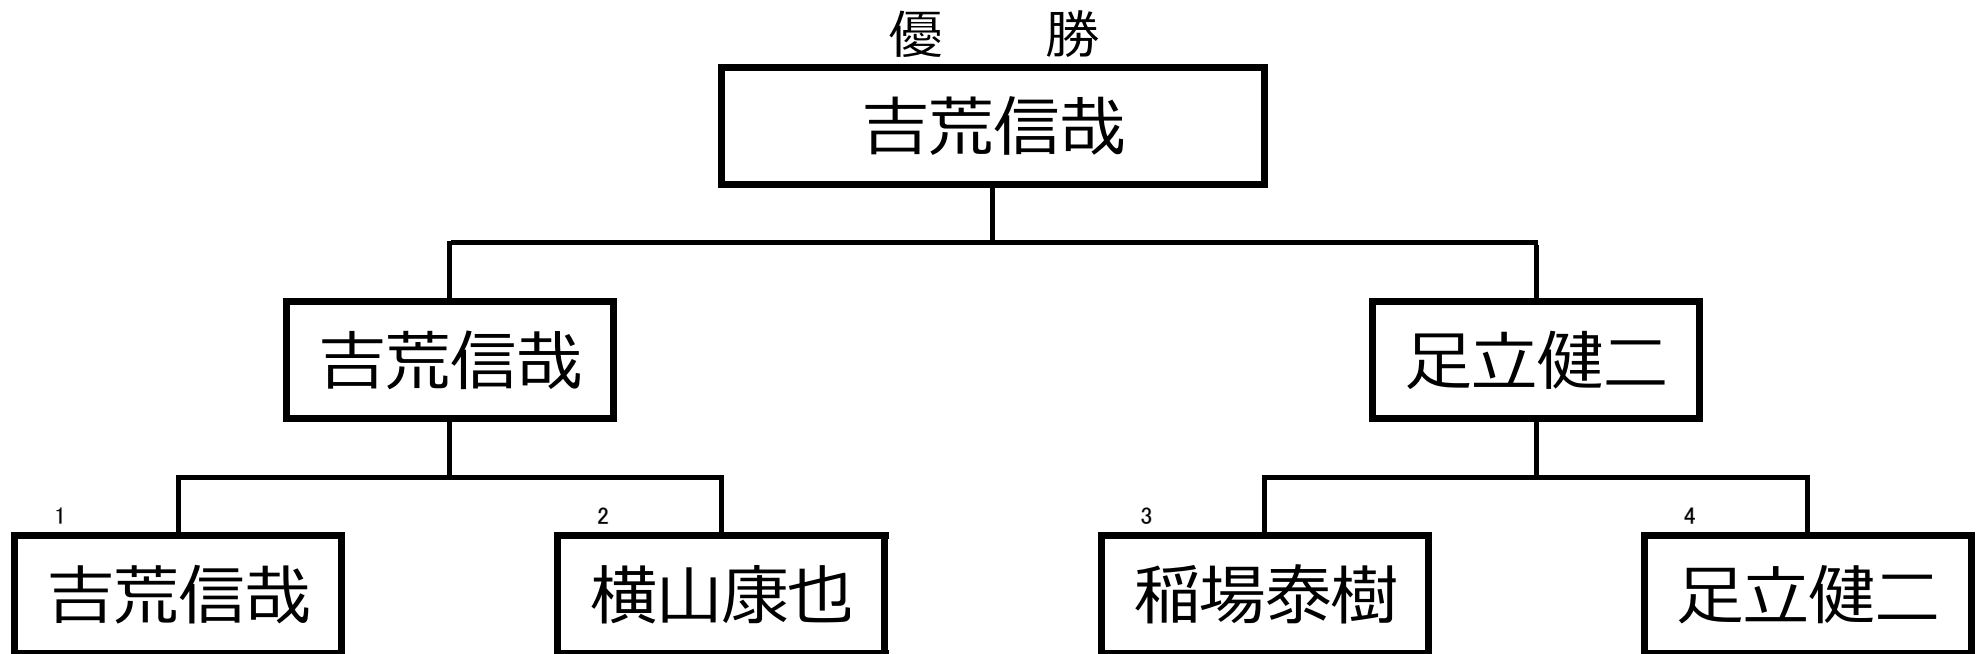 優　　勝
吉荒信哉
吉荒信哉 足立健二
1 2 3 4
吉荒信哉 横山康也 稲場泰樹 足立健二